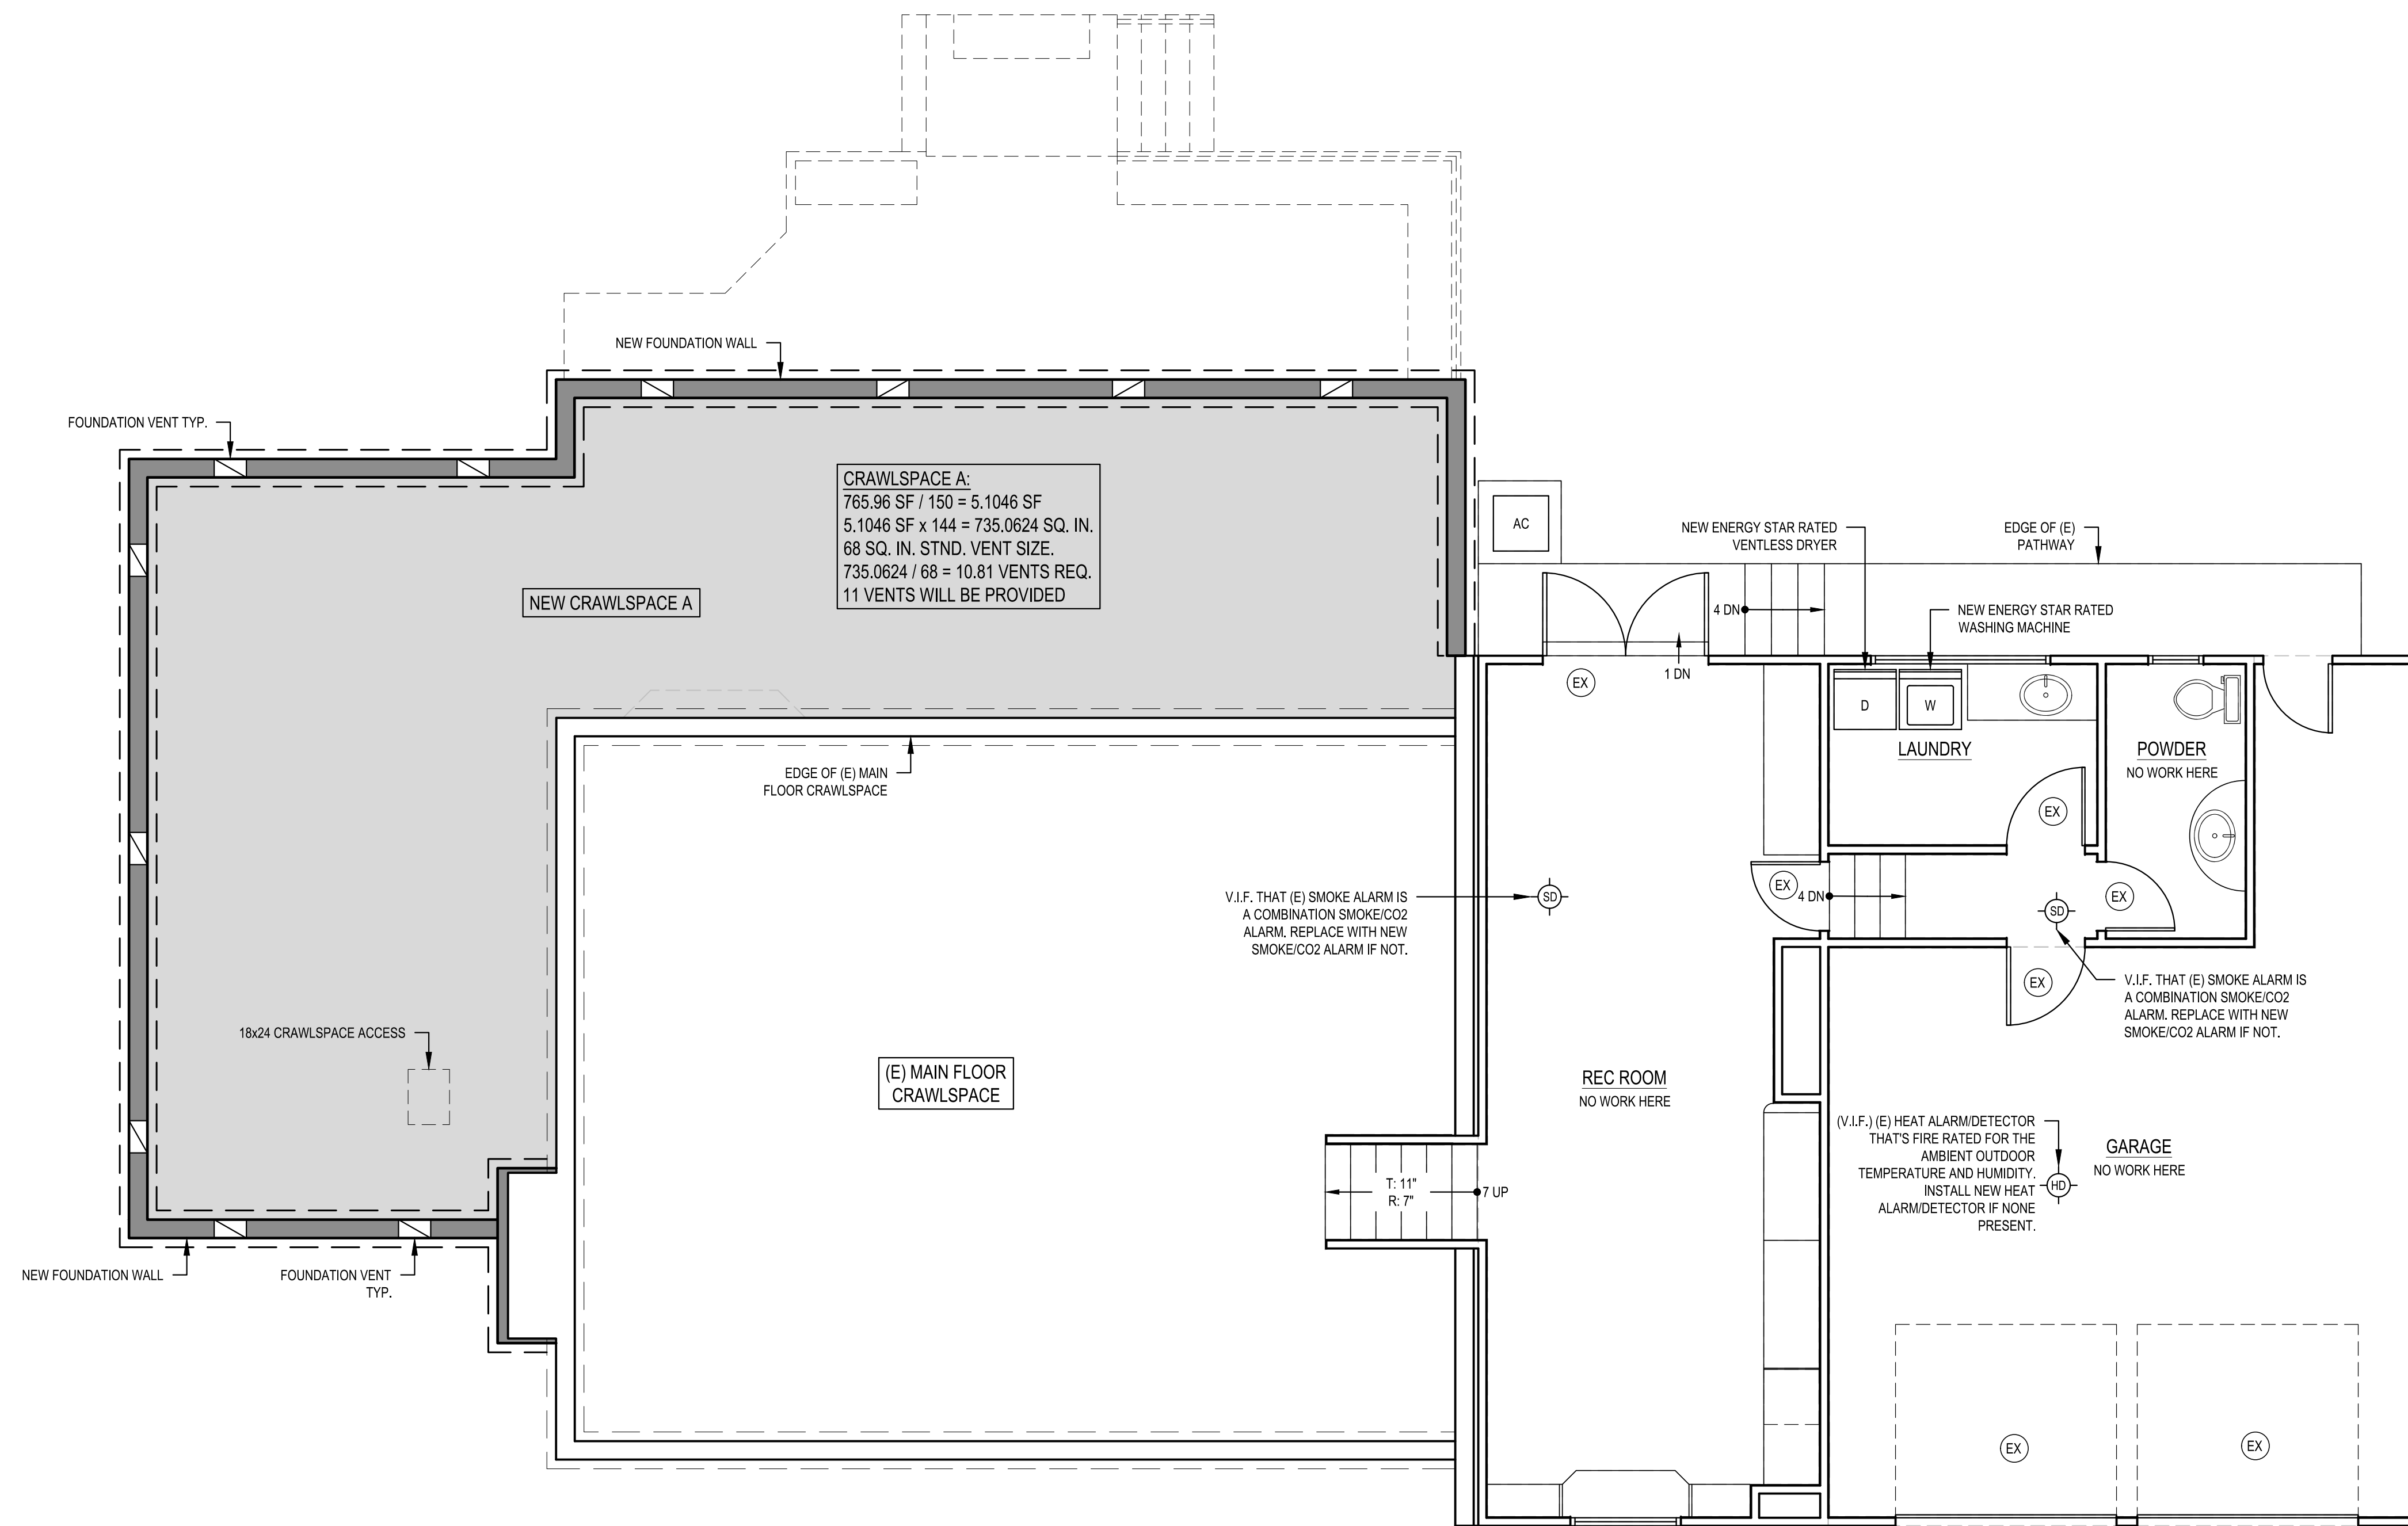 NEW FOUNDATION WALL
FOUNDATION VENT TYP.
CRAWLSPACE A:
765.96 SF / 150 = 5.1046 SF
5.1046 SF x 144 = 735.0624 SQ. IN.
68 SQ. IN. STND. VENT SIZE.
735.0624 / 68 = 10.81 VENTS REQ.
11 VENTS WILL BE PROVIDED
NEW CRAWLSPACE A
AC
NEW ENERGY STAR RATED
VENTLESS DRYER
EDGE OF (E)
PATHWAY
4 DN
NEW ENERGY STAR RATED
WASHING MACHINE
1 DN
EX
D
W
LAUNDRY
POWDER
NO WORK HERE
EDGE OF (E) MAIN
FLOOR CRAWLSPACE
EX
EX
4 DN
EX
SD
SD
V.I.F. THAT (E) SMOKE ALARM IS
A COMBINATION SMOKE/CO2
ALARM. REPLACE WITH NEW
SMOKE/CO2 ALARM IF NOT.
EX
V.I.F. THAT (E) SMOKE ALARM IS
A COMBINATION SMOKE/CO2
ALARM. REPLACE WITH NEW
SMOKE/CO2 ALARM IF NOT.
18x24 CRAWLSPACE ACCESS
(E) MAIN FLOOR
CRAWLSPACE
REC ROOM
NO WORK HERE
(V.I.F.) (E) HEAT ALARM/DETECTOR
THAT'S FIRE RATED FOR THE
AMBIENT OUTDOOR
TEMPERATURE AND HUMIDITY.
INSTALL NEW HEAT
ALARM/DETECTOR IF NONE
PRESENT.
HD
GARAGE
NO WORK HERE
T: 11"
R: 7"
7 UP
NEW FOUNDATION WALL
FOUNDATION VENT
TYP.
EX
EX